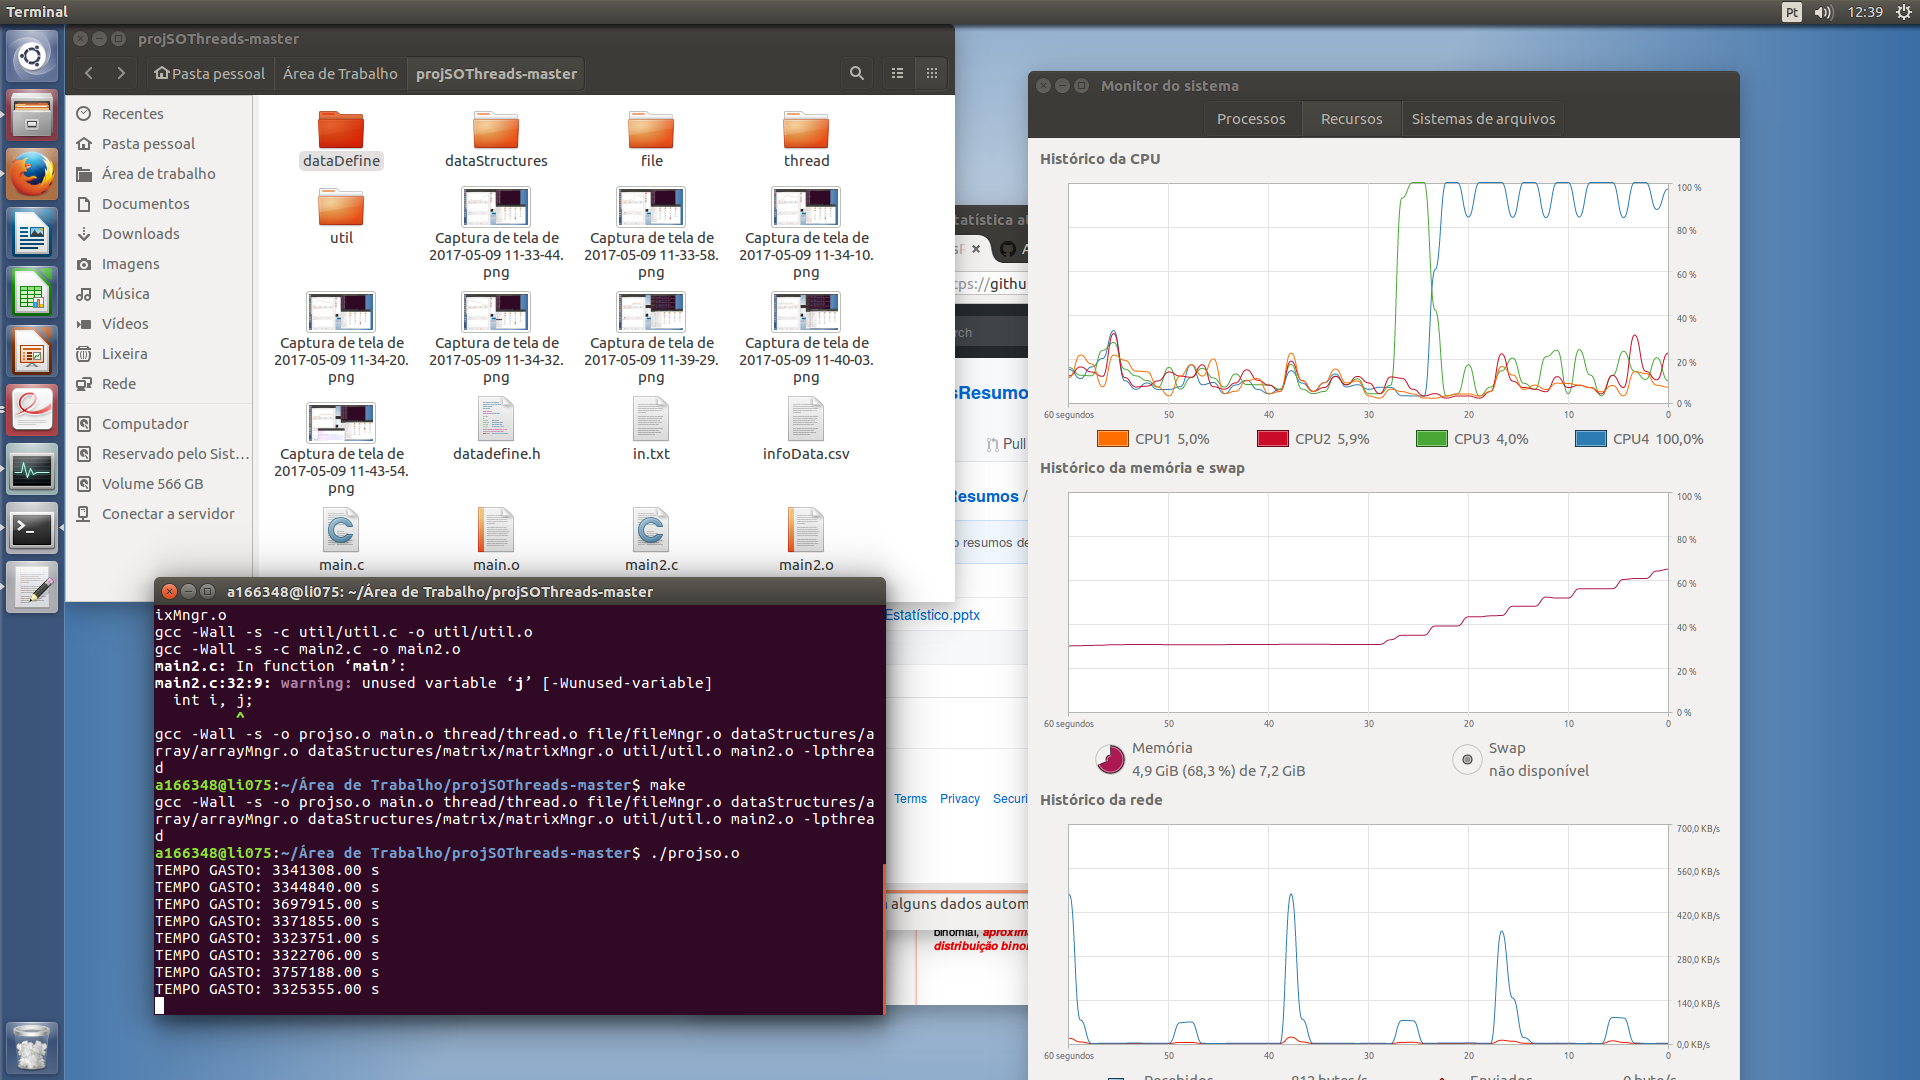 Terminal
Pt
12:39
projSOThreads-master
Pasta pessoal
Área de Trabalho
projSOThreads-master
Recentes
Pasta pessoal
Área de trabalho
Documentos
Downloads
Imagens
Música
Vídeos
Lixeira
Rede
Computador
Reservado pelo Sist...
Volume 566 GB
Conectar a servidor
dataDefine
dataStructures
file
thread
util
Captura de tela de
2017-05-09 11-33-44.
png
Captura de tela de
2017-05-09 11-33-58.
png
Captura de tela de
2017-05-09 11-34-10.
png
Captura de tela de
2017-05-09 11-34-20.
png
Captura de tela de
2017-05-09 11-34-32.
png
Captura de tela de
2017-05-09 11-39-29.
png
Captura de tela de
2017-05-09 11-40-03.
png
Captura de tela de
2017-05-09 11-43-54.
png
datadefine.h
in.txt
infoData.csv
main.c
main.o
main2.c
main2.o
a166348@li075: ~/Área de Trabalho/projSOThreads-master
ixMngr.o
gcc -Wall -s -c util/util.c -o util/util.o
gcc -Wall -s -c main2.c -o main2.o
main2.c: In function ‘main’:
main2.c:32:9: warning: unused variable ‘j’ [-Wunused-variable]
int i, j;
^
gcc -Wall -s -o projso.o main.o thread/thread.o file/fileMngr.o dataStructures/a
rray/arrayMngr.o dataStructures/matrix/matrixMngr.o util/util.o main2.o -lpthrea
d
a166348@li075:~/Área de Trabalho/projSOThreads-master$ make
gcc -Wall -s -o projso.o main.o thread/thread.o file/fileMngr.o dataStructures/a
rray/arrayMngr.o dataStructures/matrix/matrixMngr.o util/util.o main2.o -lpthrea
d
a166348@li075:~/Área de Trabalho/projSOThreads-master$ ./projso.o
TEMPO GASTO: 3341308.00 s
TEMPO GASTO: 3344840.00 s
TEMPO GASTO: 3697915.00 s
TEMPO GASTO: 3371855.00 s
TEMPO GASTO: 3323751.00 s
TEMPO GASTO: 3322706.00 s
TEMPO GASTO: 3757188.00 s
TEMPO GASTO: 3325355.00 s
tatística a
tps://githu
rch
sResumos
Pull
Resumos /
o resumos de
Estatístico.pptx
Terms Privacy Securi
alguns dados autom
binomial, aproxim
distribuição binor
Monitor do sistema
Processos
Recursos
Sistemas de arquivos
Histórico da CPU
100 %
80 %
60 %
40 %
20 %
0 %
60 segundos 50 40 30 20 10 0
CPU1 5,0% CPU2 5,9% CPU3 4,0% CPU4 100,0%
Histórico da memória e swap
100 %
80 %
60 %
40 %
20 %
0 %
60 segundos 50 40 30 20 10 0
Memória
4,9 GiB (68,3 %) de 7,2 GiB
Swap
não disponível
Histórico da rede
700,0 KB/s
560,0 KB/s
420,0 KB/s
280,0 KB/s
140,0 KB/s
0,0 KB/s
60 segundos 50 40 30 20 10 0
Recebidos 812 bytes/s Enviados 0 byte/s